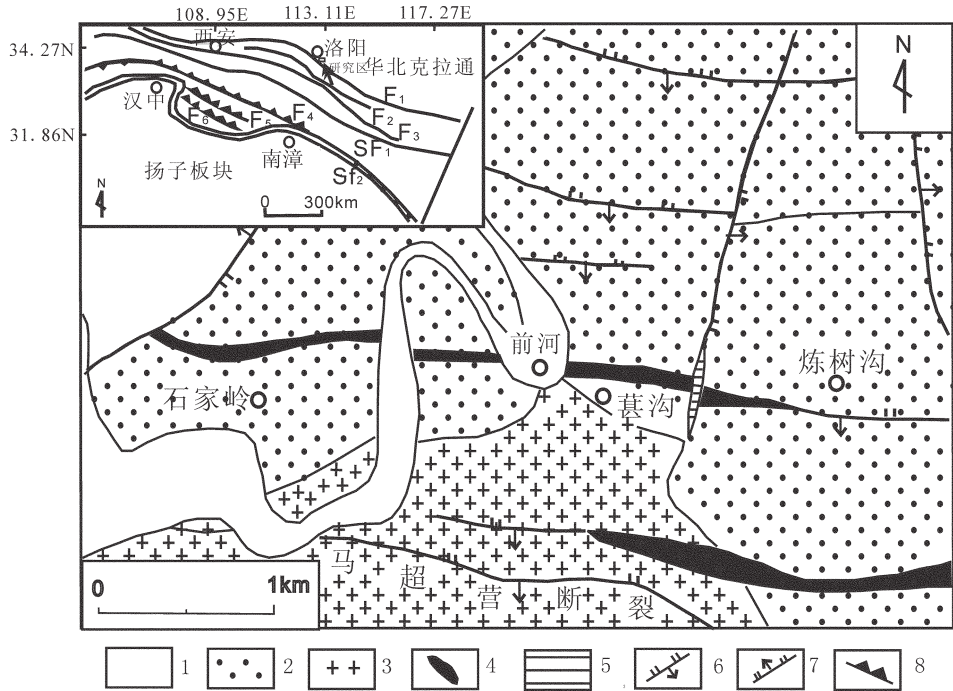 108.95E 113.11E 117.27E
34.27N
31.86N
西安
洛阳
研究区
华北克拉通
汉中
F1
F2
F3
F4
F5
F6
SF1
Sf2
南漳
扬子板块
N
0 300km
N
前河
炼树沟
石家岭
葚沟
马超营断裂
0 1km
1 2 3 4 5 6 7 8